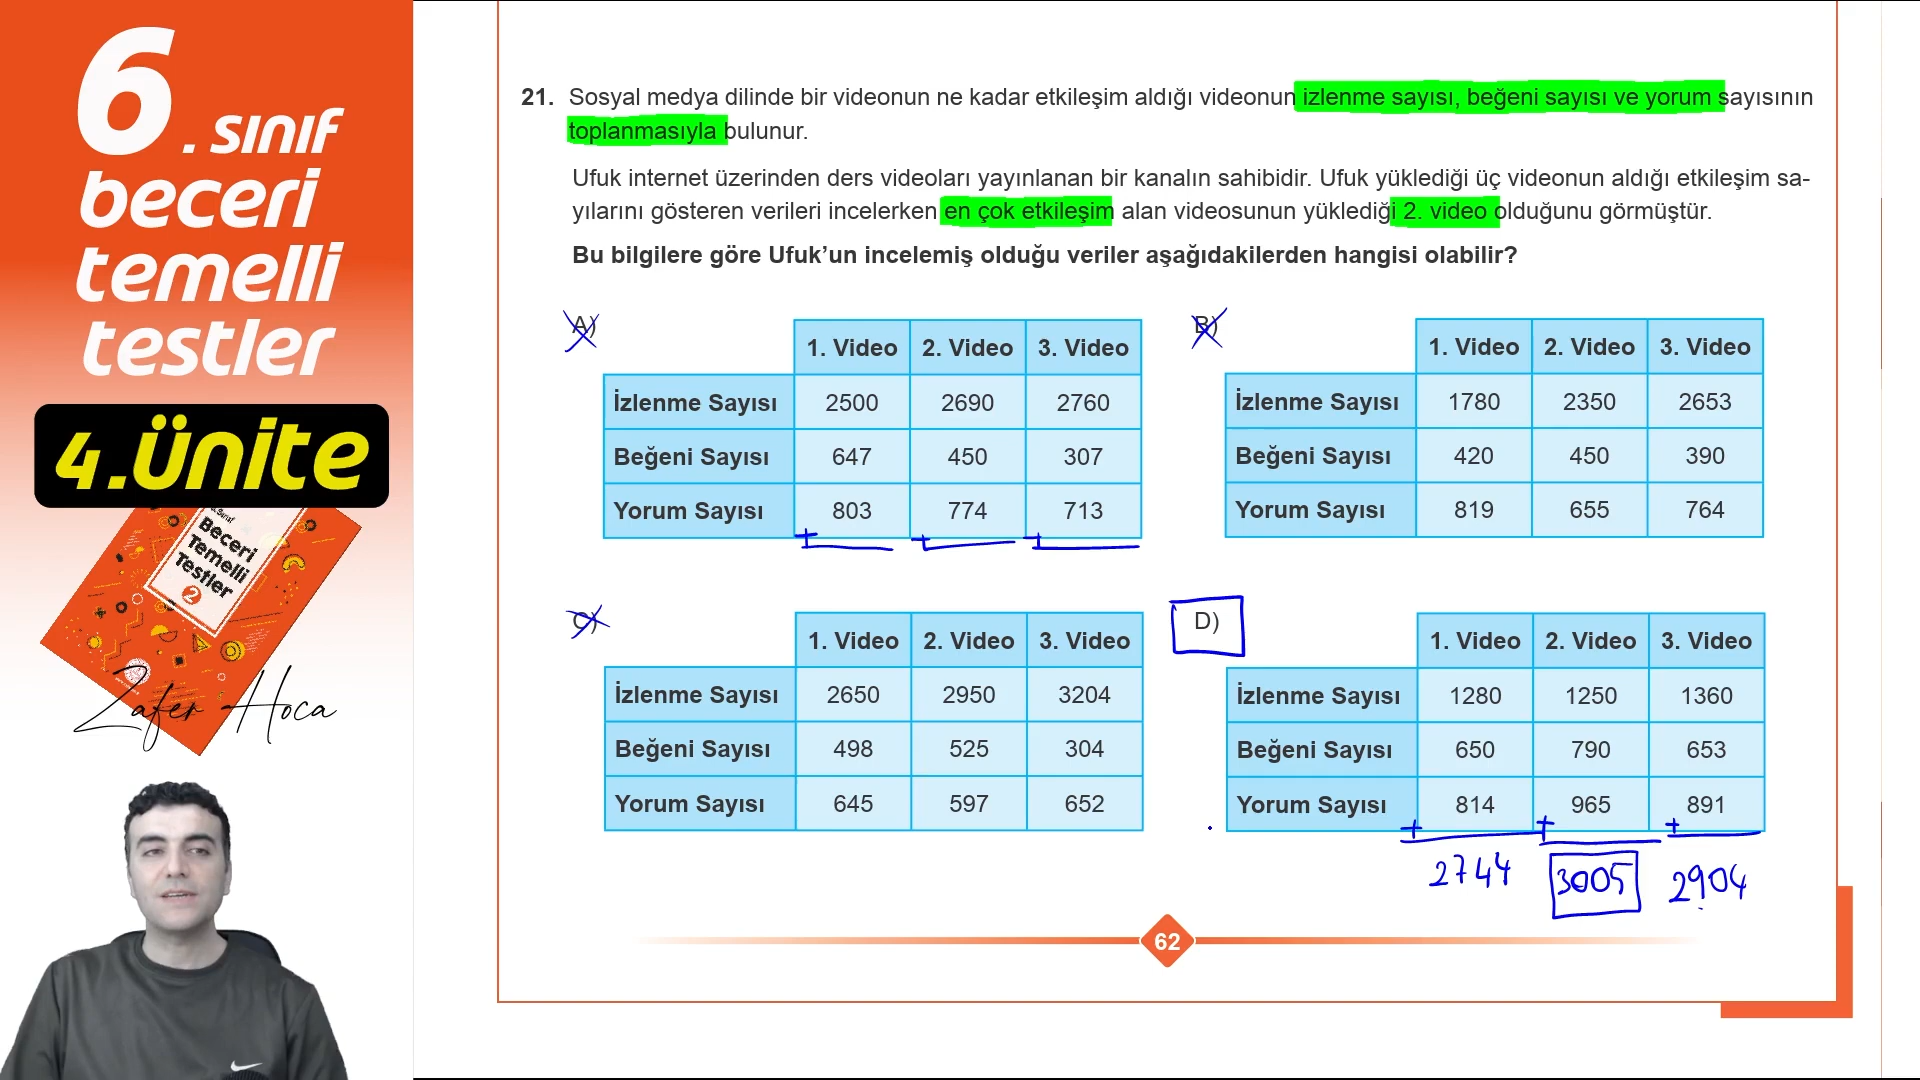 6. sınıf
beceri
temelli
testler
4.Ünite
Beceri
Temelli
Testler
2
Zafer Hoca
21. Sosyal medya dilinde bir videonun ne kadar etkileşim aldığı videonun izlenme sayısı, beğeni sayısı ve yorum sayısının
toplanmasıyla bulunur.
Ufuk internet üzerinden ders videoları yayınlanan bir kanalın sahibidir. Ufuk yüklediği üç videonun aldığı etkileşim sa-
yılarını gösteren verileri incelerken en çok etkileşim alan videosunun yüklediği 2. video olduğunu görmüştür.
Bu bilgilere göre Ufuk’un incelemiş olduğu veriler aşağıdakilerden hangisi olabilir?
A)
1. Video 2. Video 3. Video
İzlenme Sayısı 2500 2690 2760
Beğeni Sayısı 647 450 307
Yorum Sayısı 803 774 713
B)
1. Video 2. Video 3. Video
İzlenme Sayısı 1780 2350 2653
Beğeni Sayısı 420 450 390
Yorum Sayısı 819 655 764
C)
1. Video 2. Video 3. Video
İzlenme Sayısı 2650 2950 3204
Beğeni Sayısı 498 525 304
Yorum Sayısı 645 597 652
D)
1. Video 2. Video 3. Video
İzlenme Sayısı 1280 1250 1360
Beğeni Sayısı 650 790 653
Yorum Sayısı 814 965 891
2744 3005 2904
62